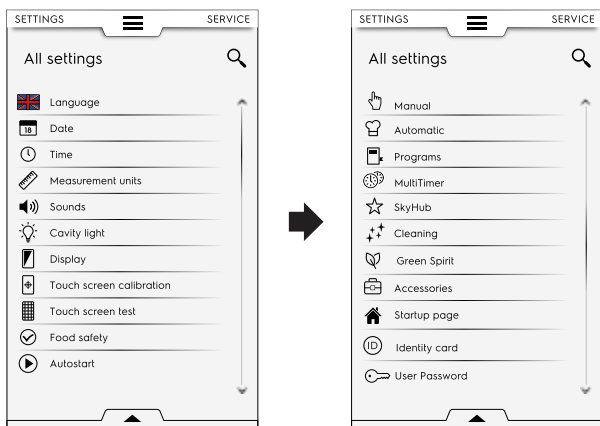 SETTINGS SERVICE
All settings
Language
18 Date
Time
Measurement units
Sounds
Cavity light
Display
Touch screen calibration
Touch screen test
Food safety
Autostart
SETTINGS SERVICE
All settings
Manual
Automatic
Programs
MultiTimer
SkyHub
Cleaning
Green Spirit
Accessories
Startup page
ID Identity card
User Password